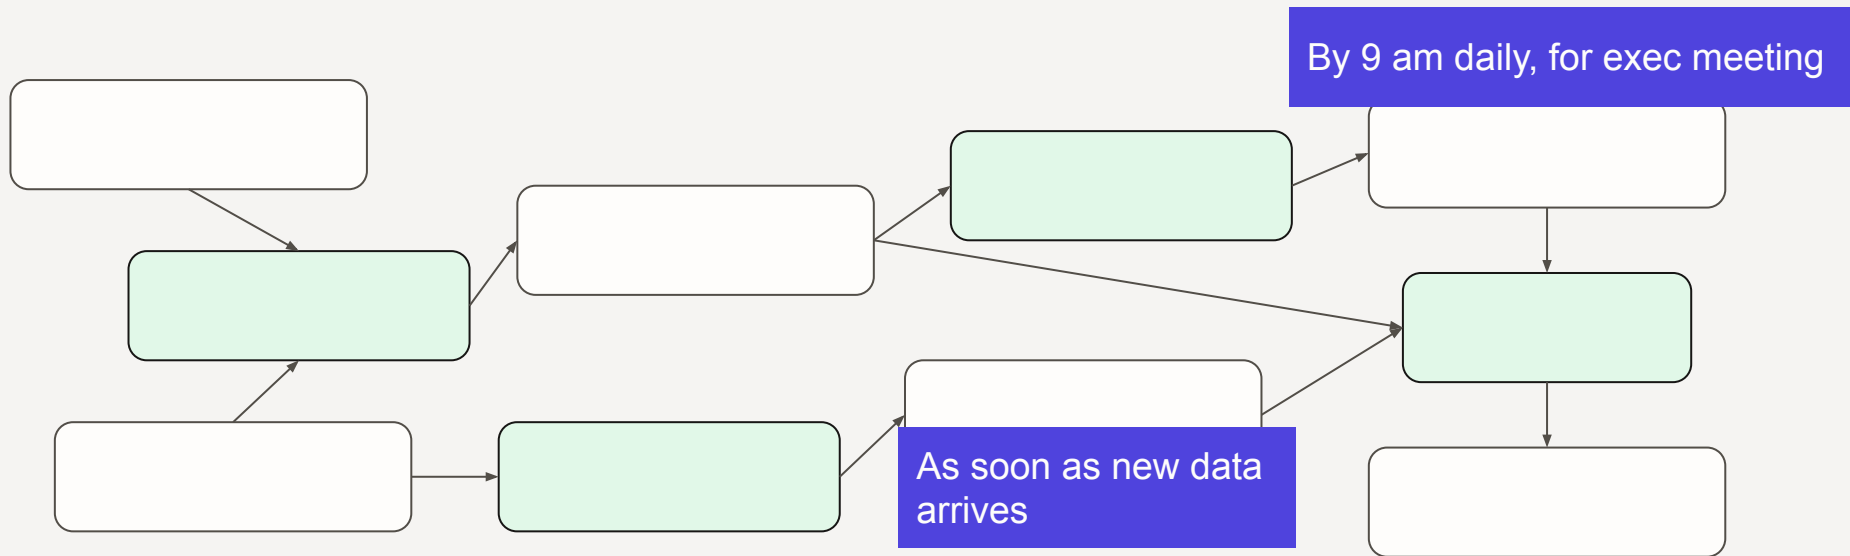 By 9 am daily, for exec meeting
As soon as new data
arrives